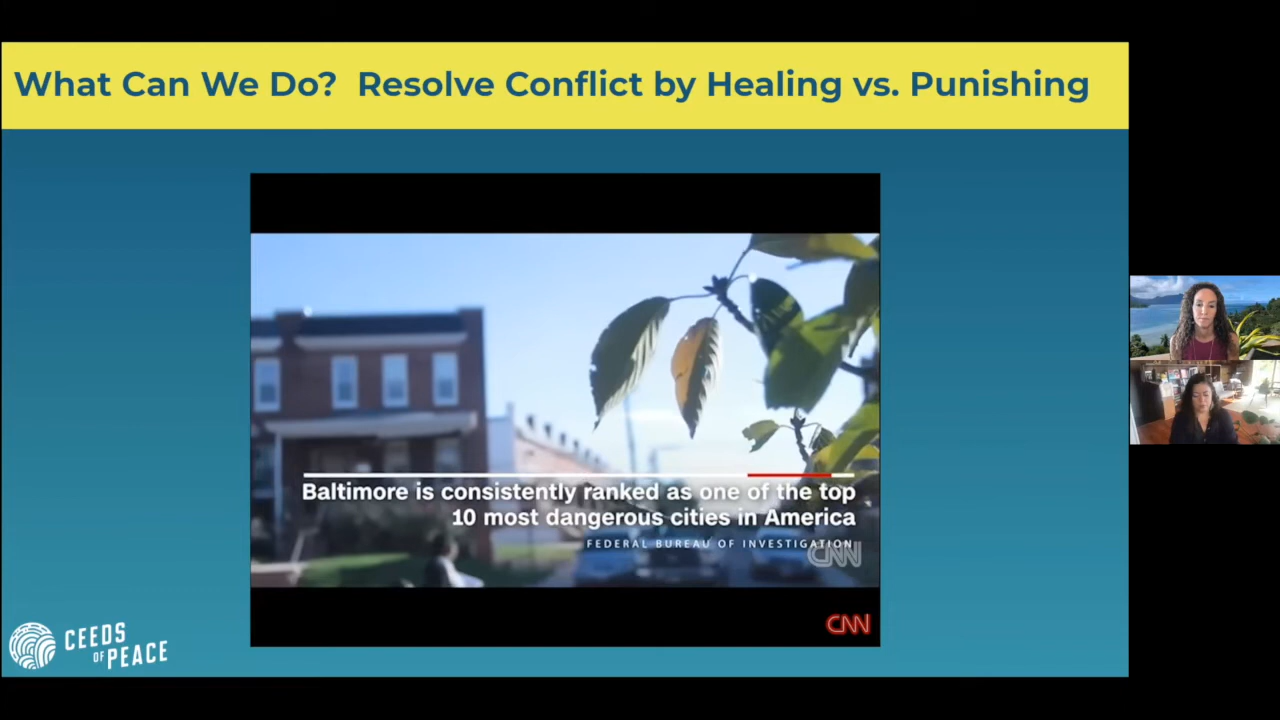 What Can We Do?  Resolve Conflict by Healing vs. Punishing
Baltimore is consistently ranked as one of the top
10 most dangerous cities in America
FEDERAL BUREAU OF INVESTIGATION
CNN
CNN
CEEDS
OF PEACE